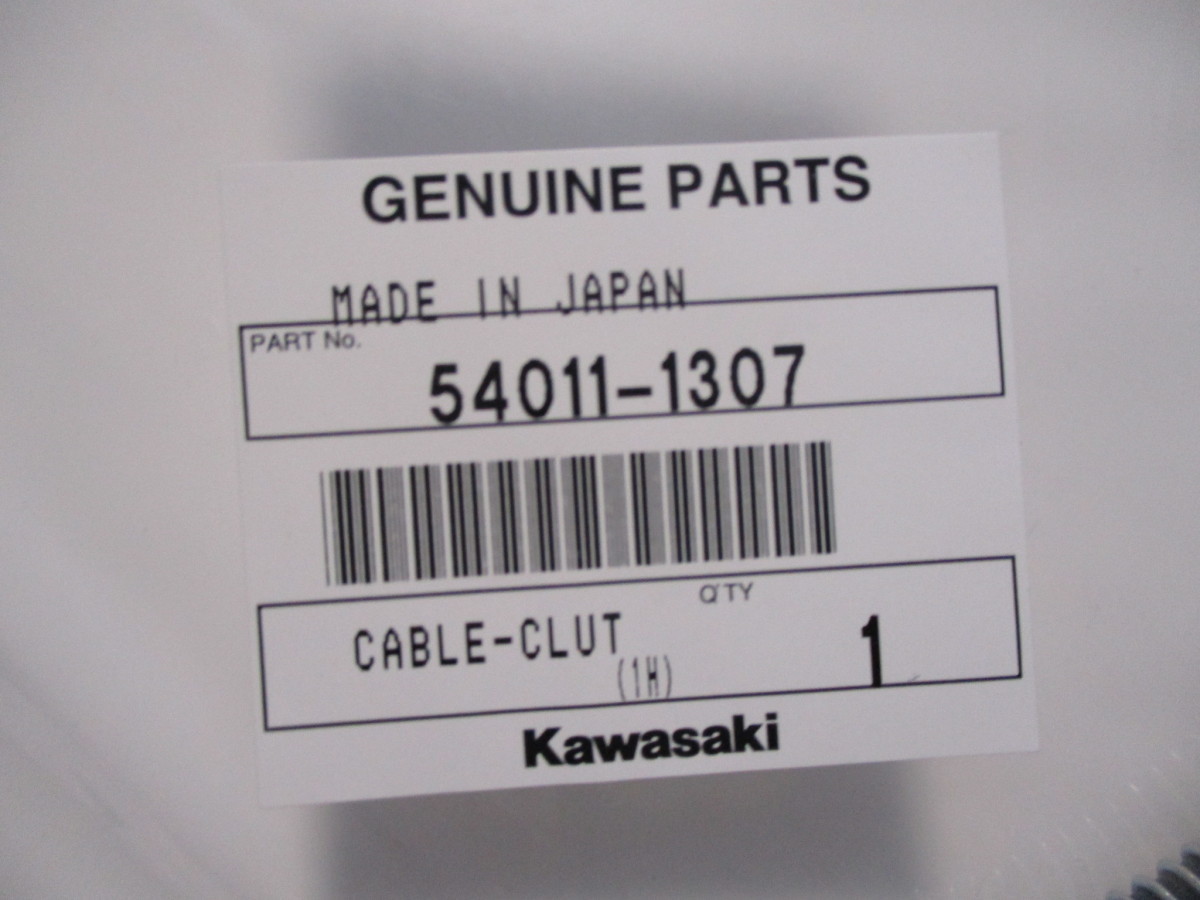 GENUINE PARTS
MADE IN JAPAN
PART No.
54011-1307
Q'TY
CABLE-CLUT 1
(1H)
Kawasaki